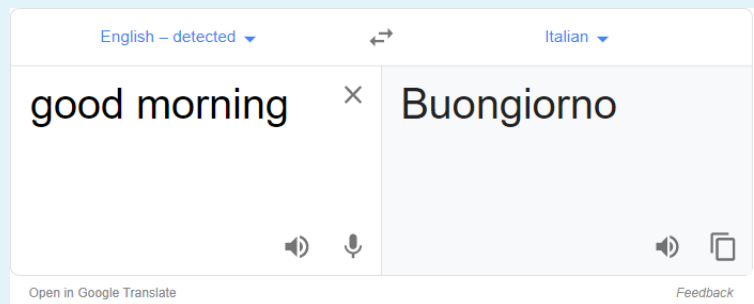 English – detected Italian
good morning Buongiorno
Open in Google Translate Feedback